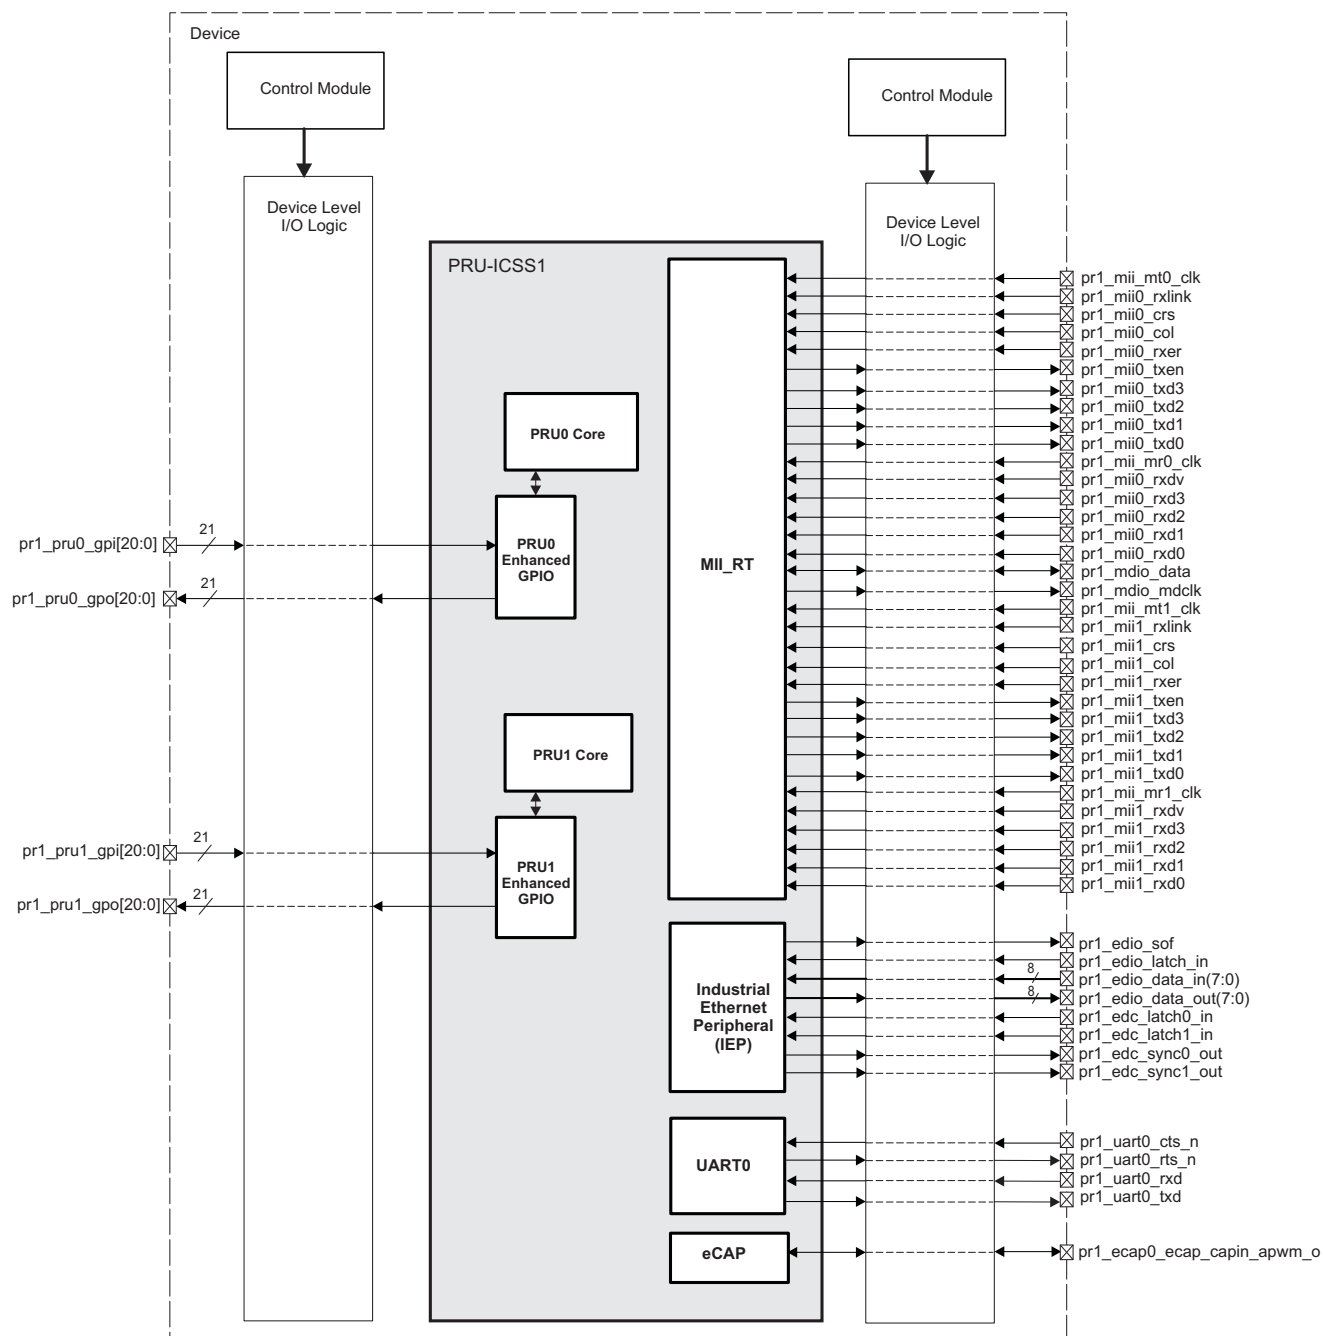 Device
Control Module
Control Module
Device Level
I/O Logic
Device Level
I/O Logic
PRU-ICSS1
PRU0 Core
PRU0
Enhanced
GPIO
pr1_pru0_gpi[20:0]
21
pr1_pru0_gpo[20:0]
21
PRU1 Core
PRU1
Enhanced
GPIO
pr1_pru1_gpi[20:0]
21
pr1_pru1_gpo[20:0]
21
MII_RT
pr1_mii_mt0_clk
pr1_mii0_rxlink
pr1_mii0_crs
pr1_mii0_col
pr1_mii0_rxer
pr1_mii0_txen
pr1_mii0_txd3
pr1_mii0_txd2
pr1_mii0_txd1
pr1_mii0_txd0
pr1_mii_mr0_clk
pr1_mii0_rxdv
pr1_mii0_rxd3
pr1_mii0_rxd2
pr1_mii0_rxd1
pr1_mii0_rxd0
pr1_mdio_data
pr1_mdio_mdclk
pr1_mii_mt1_clk
pr1_mii1_rxlink
pr1_mii1_crs
pr1_mii1_col
pr1_mii1_rxer
pr1_mii1_txen
pr1_mii1_txd3
pr1_mii1_txd2
pr1_mii1_txd1
pr1_mii1_txd0
pr1_mii_mr1_clk
pr1_mii1_rxdv
pr1_mii1_rxd3
pr1_mii1_rxd2
pr1_mii1_rxd1
pr1_mii1_rxd0
Industrial
Ethernet
Peripheral
(IEP)
pr1_edio_sof
pr1_edio_latch_in
8
pr1_edio_data_in(7:0)
8
pr1_edio_data_out(7:0)
pr1_edc_latch0_in
pr1_edc_latch1_in
pr1_edc_sync0_out
pr1_edc_sync1_out
UART0
pr1_uart0_cts_n
pr1_uart0_rts_n
pr1_uart0_rxd
pr1_uart0_txd
eCAP
pr1_ecap0_ecap_capin_apwm_o